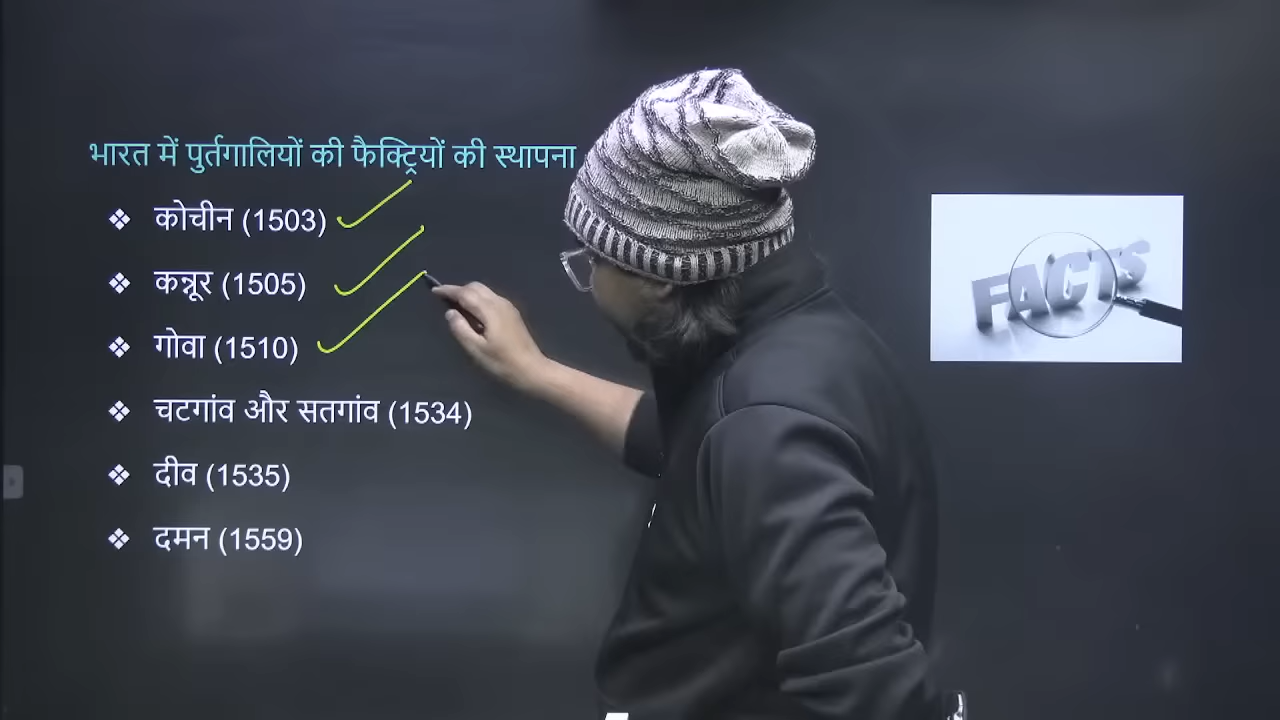 भारत में पुर्तगालियों की फैक्ट्रियों की स्थापना
❖ कोचीन (1503)
❖ कन्नूर (1505)
❖ गोवा (1510)
❖ चटगांव और सतगांव (1534)
❖ दीव (1535)
❖ दमन (1559)
FACTS